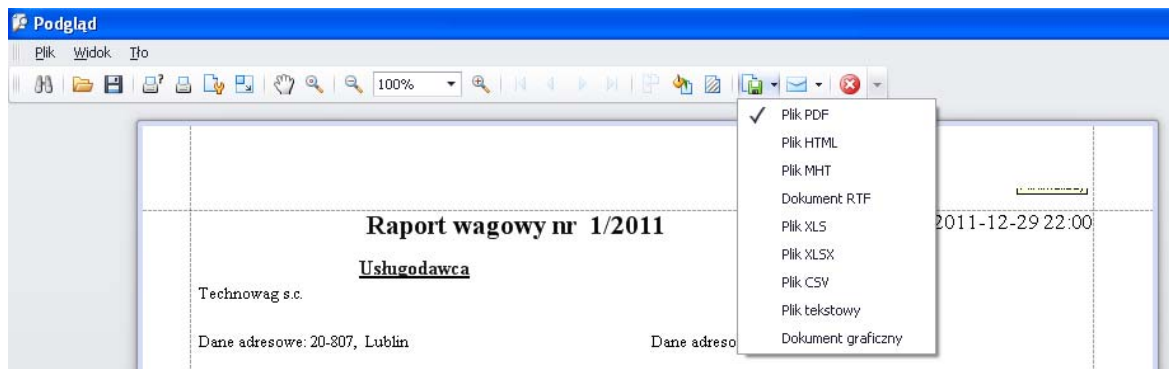 Podgląd
Plik Widok Tło
100%
Plik PDF
Plik HTML
Plik MHT
Dokument RTF
Plik XLS
Plik XLSX
Plik CSV
Plik tekstowy
Dokument graficzny
Raport wagowy nr 1/2011
2011-12-29 22:00
Usługodawca
Technowag s.c.
Dane adresowe: 20-807, Lublin
Dane